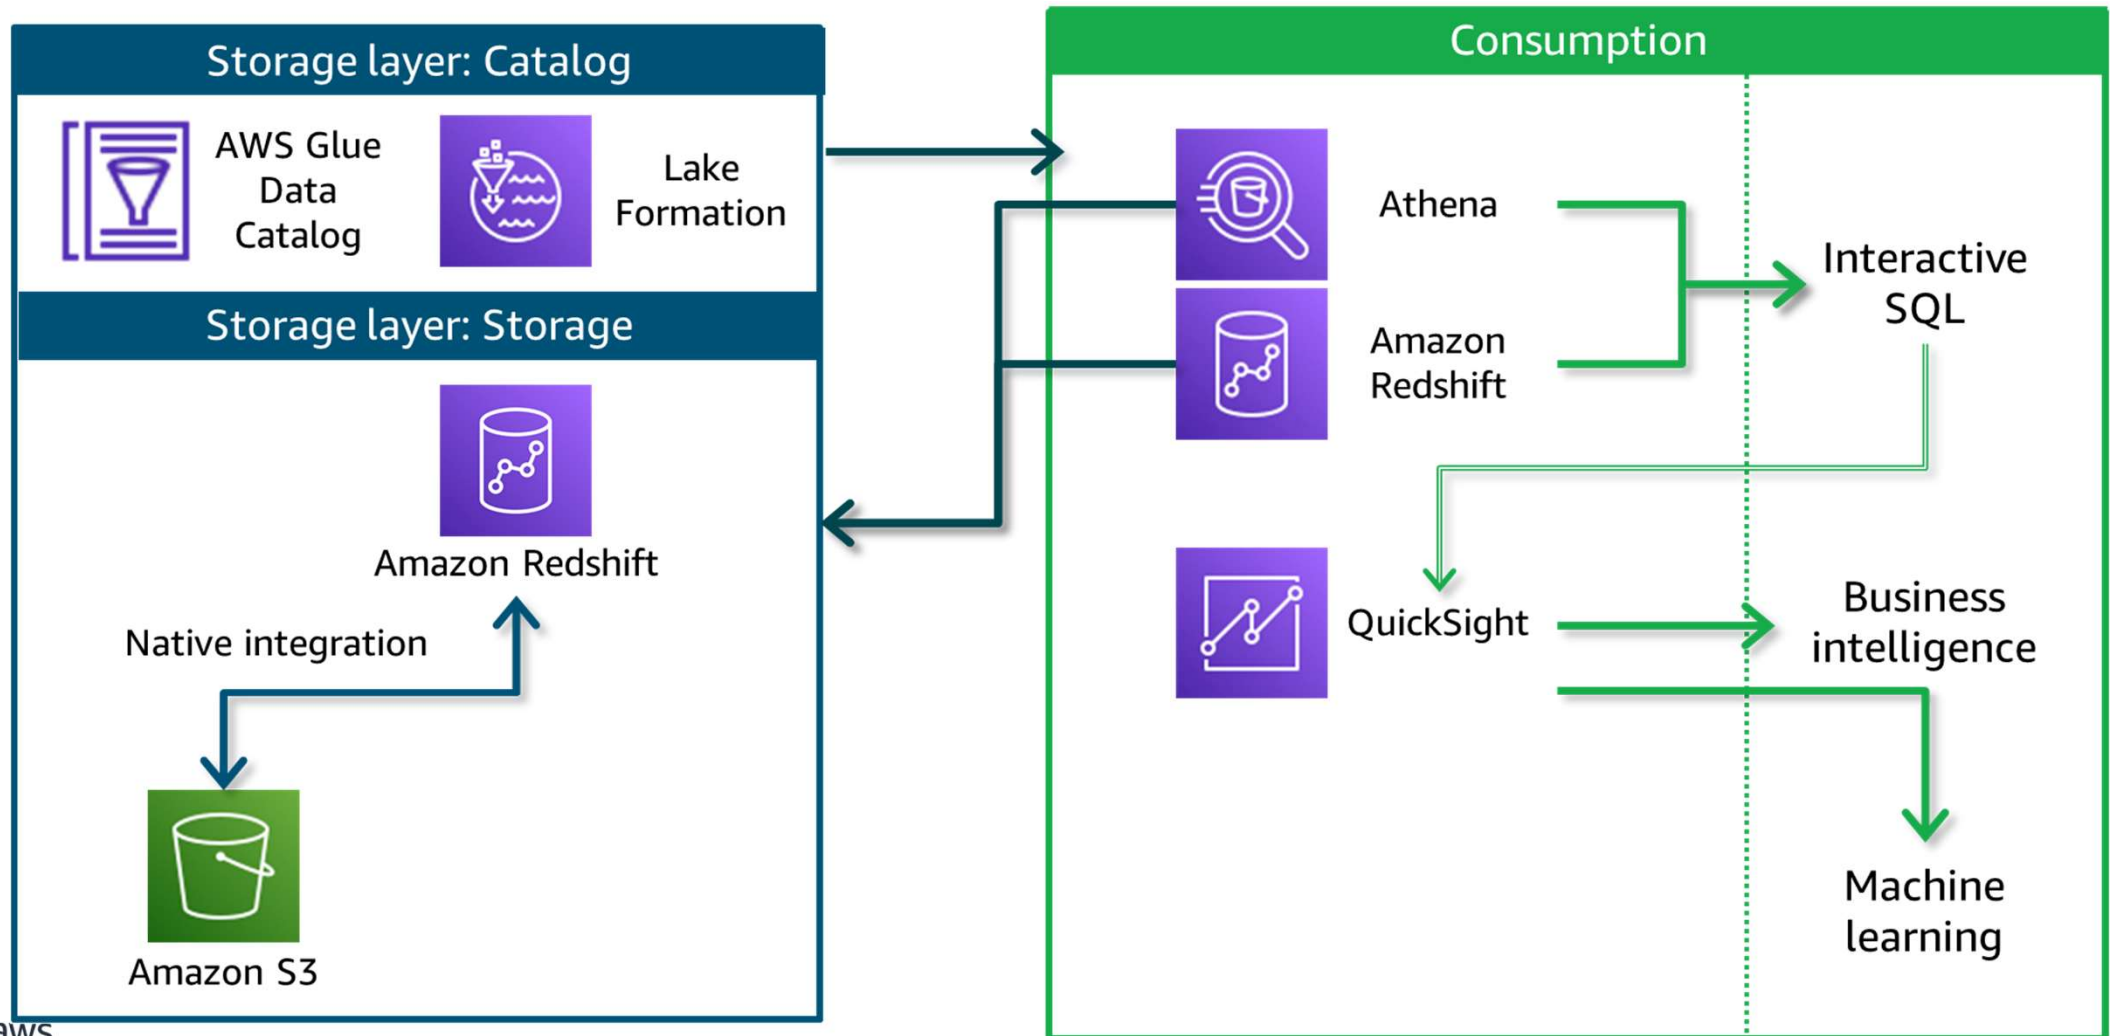 Storage layer: Catalog
AWS Glue
Data
Catalog
Lake
Formation
Storage layer: Storage
Amazon Redshift
Native integration
Amazon S3
aws
Consumption
Athena
Interactive
SQL
Amazon
Redshift
QuickSight
Business
intelligence
Machine
learning